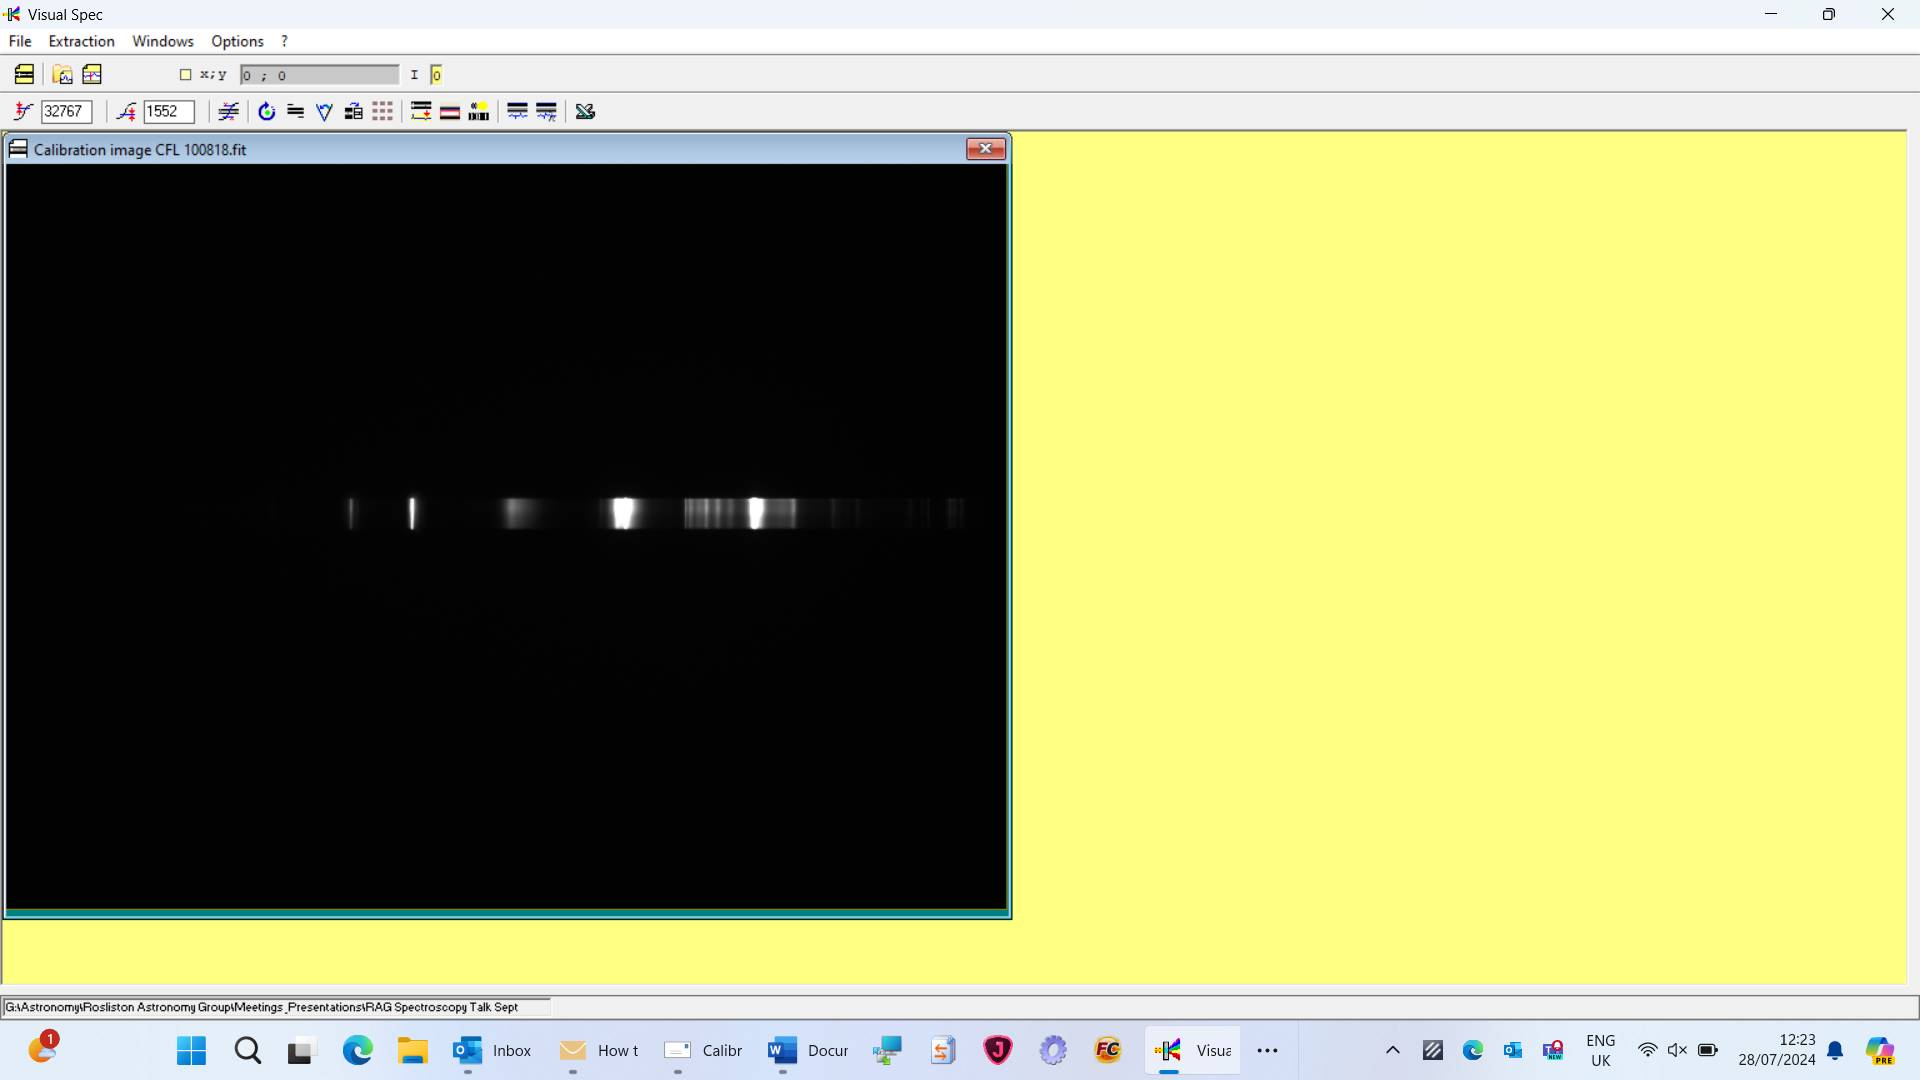 Visual Spec
File Extraction Windows Options ?
x;y 0 ; 0 I 0
32767 1552
Calibration image CFL 100818.fit
G:\Astronomy\Rosliston Astronomy Group\Meetings_Presentations\RAG Spectroscopy Talk Sept
1 Inbox How t Calibr Docur Visua ENG 12:23
UK 28/07/2024